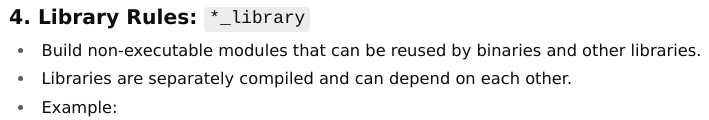 4. Library Rules: *_library
• Build non-executable modules that can be reused by binaries and other libraries.
• Libraries are separately compiled and can depend on each other.
• Example: